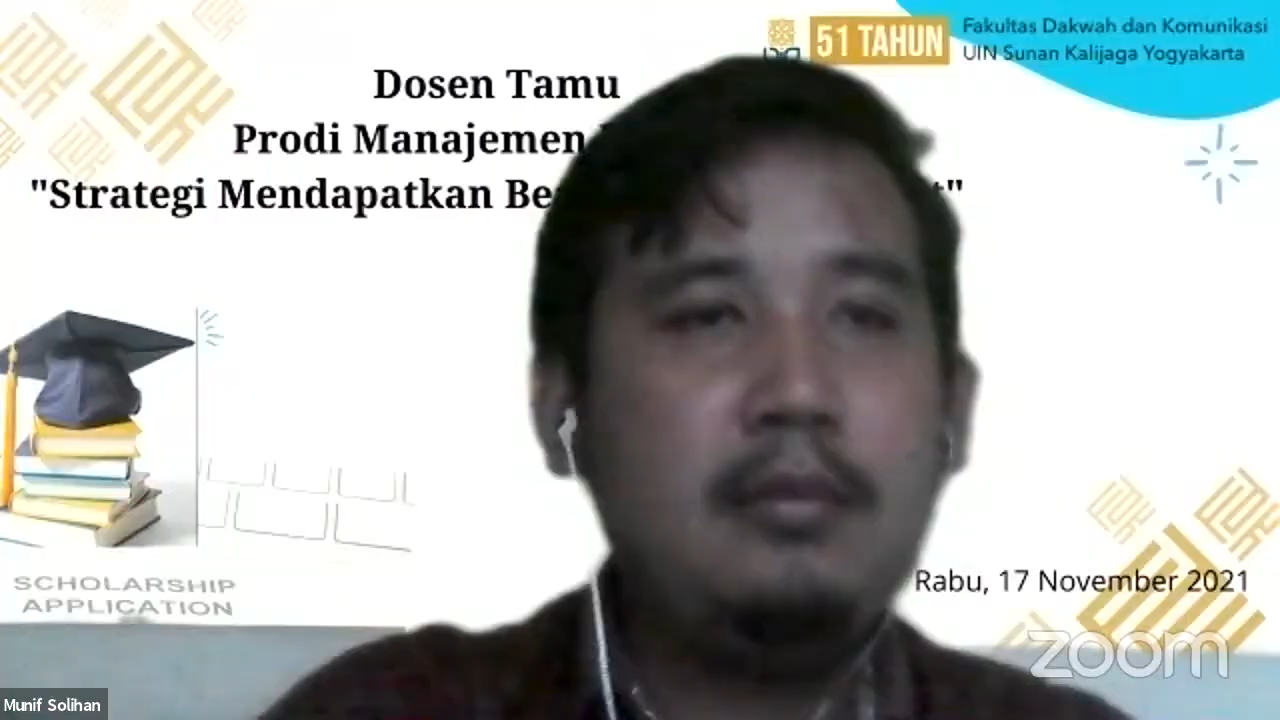 51 TAHUN
Fakultas Dakwah dan Komunikasi
UIN Sunan Kalijaga Yogyakarta
Dosen Tamu
Prodi Manajemen
"Strategi Mendapatkan
SCHOLARSHIP
APPLICATION
Rabu, 17 November 2021
zoom
Munif Solihan